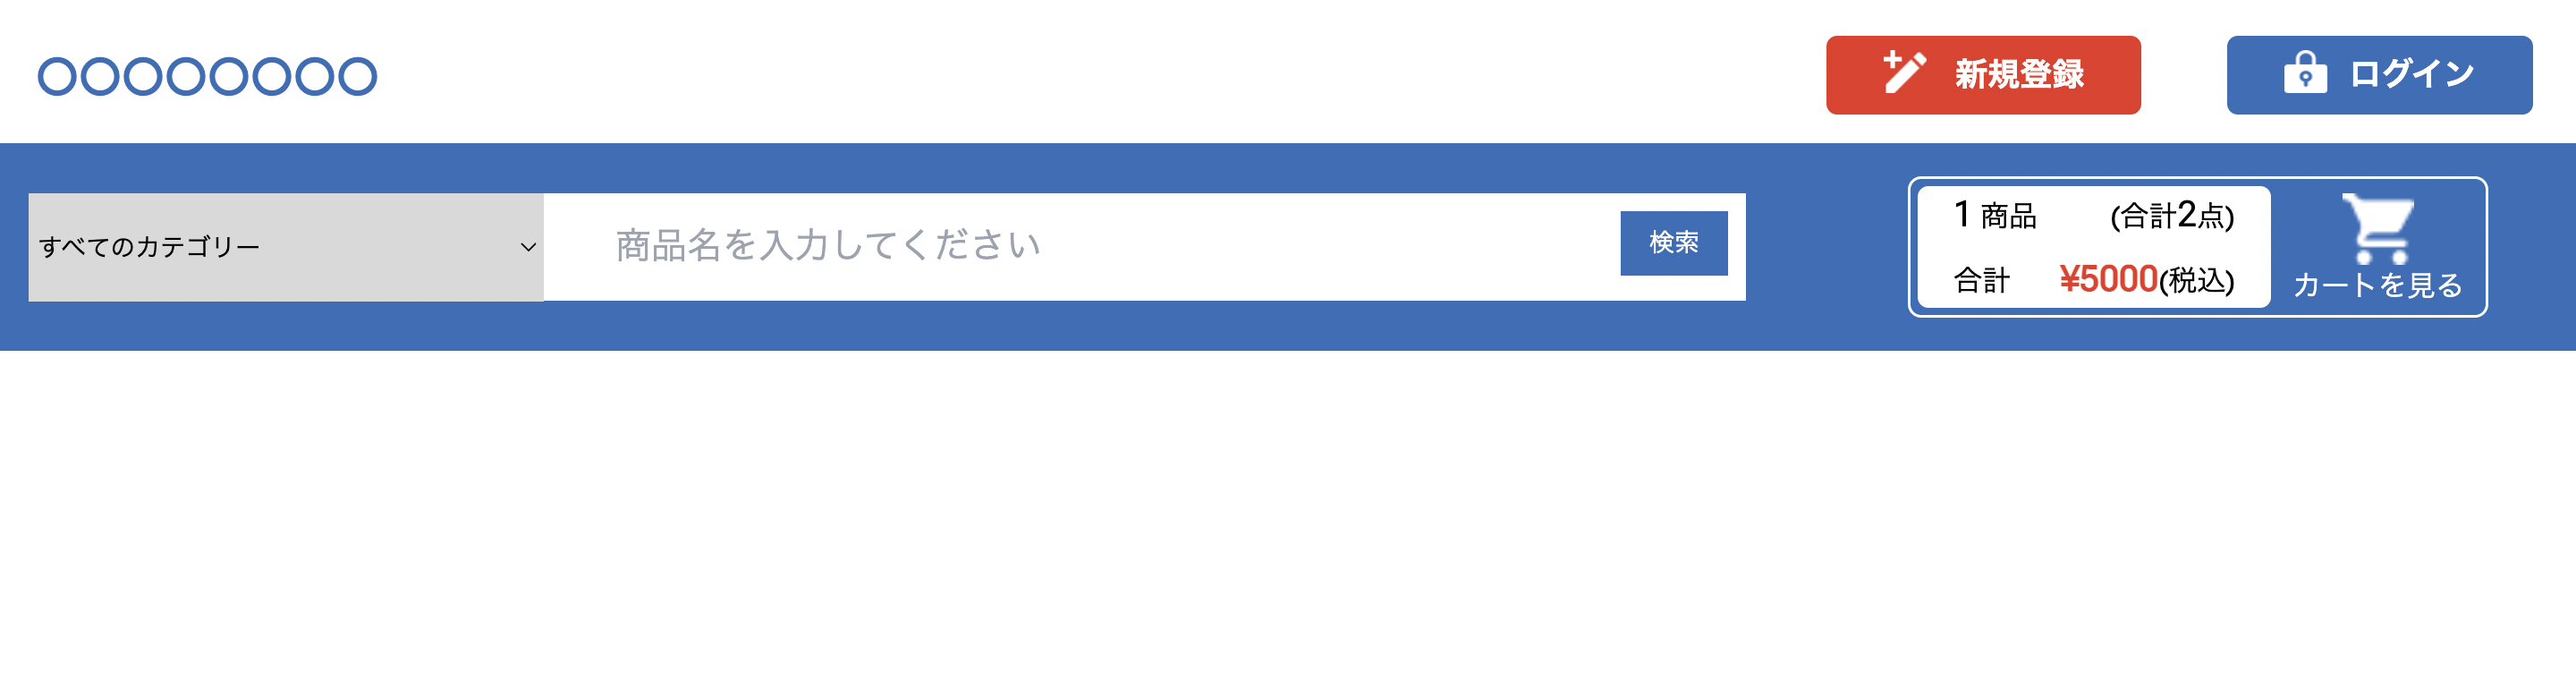 ○○○○○○○○
新規登録
ログイン
すべてのカテゴリー
商品名を入力してください
検索
1 商品 (合計2点)
合計 ¥5000(税込)
カートを見る